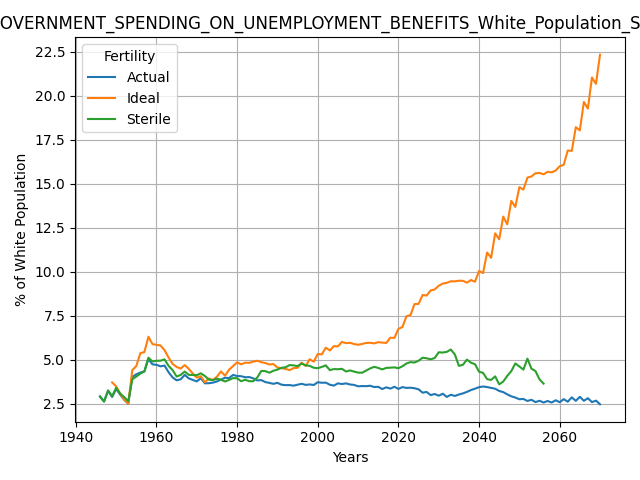 OVERNMENT_SPENDING_ON_UNEMPLOYMENT_BENEFITS_White_Population_S
Fertility
Actual
Ideal
Sterile
22.5
20.0
17.5
15.0
12.5
10.0
7.5
5.0
2.5
% of White Population
1940 1960 1980 2000 2020 2040 2060
Years